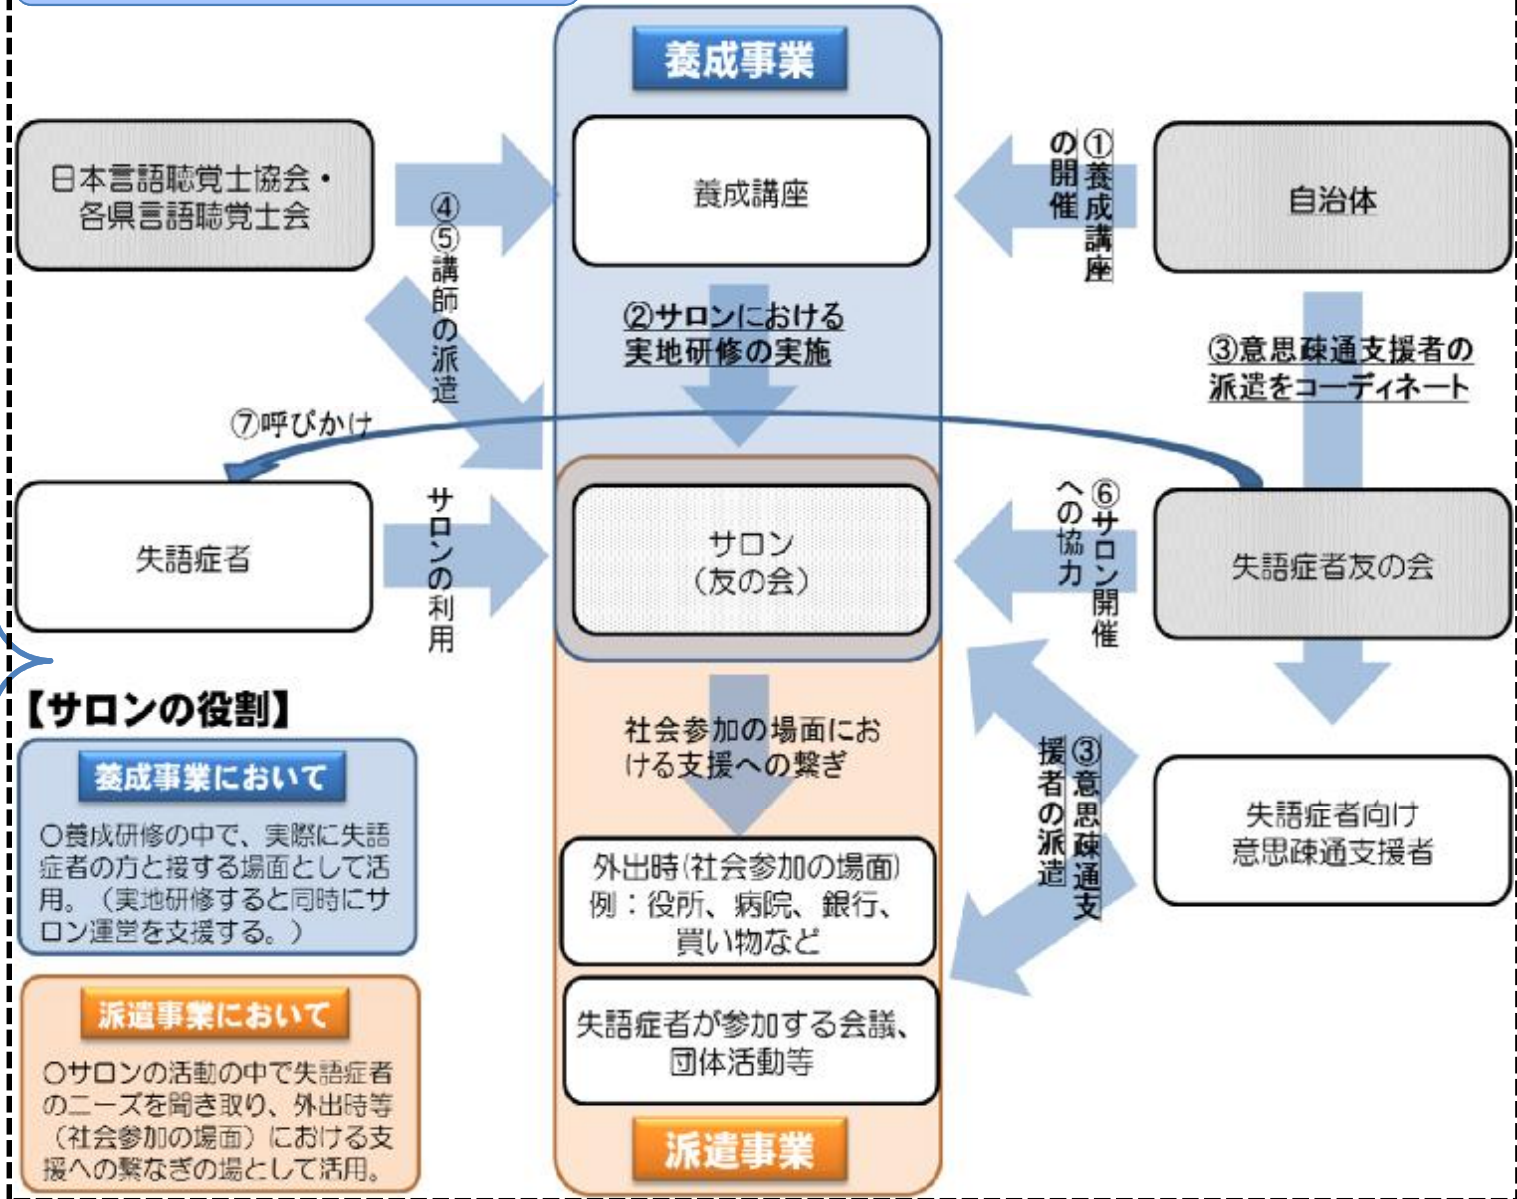 養成事業
日本言語聴覚士協会・
各県言語聴覚士会
養成講座
①養成講座
の開催
自治体
④⑤講師の派遣
②サロンにおける
実地研修の実施
③意思疎通支援者の
派遣をコーディネート
⑦呼びかけ
失語症者
サロンの利用
サロン
（友の会）
⑥サロン開催
への協力
失語症者友の会
【サロンの役割】
養成事業において
〇養成研修の中で、実際に失語
症者の方と接する場面として活
用。（実地研修すると同時にサ
ロン運営を支援する。）
社会参加の場面にお
ける支援への繋ぎ
③意思疎通支
援者の派遣
失語症者向け
意思疎通支援者
外出時(社会参加の場面)
例：役所、病院、銀行、
買い物など
失語症者が参加する会議、
団体活動等
派遣事業において
〇サロンの活動の中で失語症者
のニーズを聞き取り、外出時等
（社会参加の場面）における支
援への繋なぎの場として活用。
派遣事業